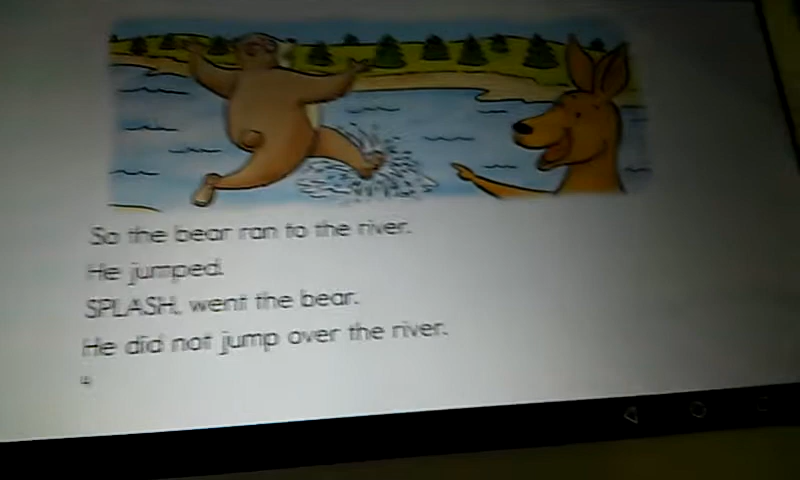 So the bear ran to the river.
He jumped.
SPLASH, went the bear.
He did not jump over the river.